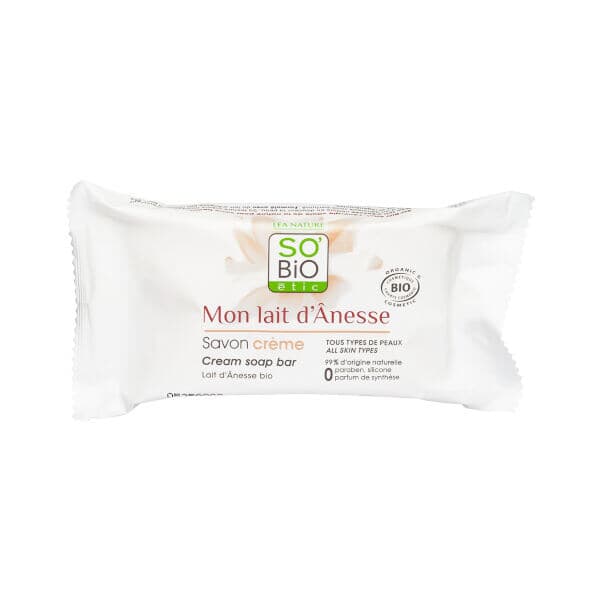 LÉA NATURE
SO'
BiO
étic
ORGANIC &
COSMÉTIQUE
BIO
COSMETIC
Mon lait d'Ânesse
Savon crème
Cream soap bar
Lait d'Ânesse bio
TOUS TYPES DE PEAUX
ALL SKIN TYPES
99% d'origine naturelle
0 paraben, silicone
parfum de synthèse